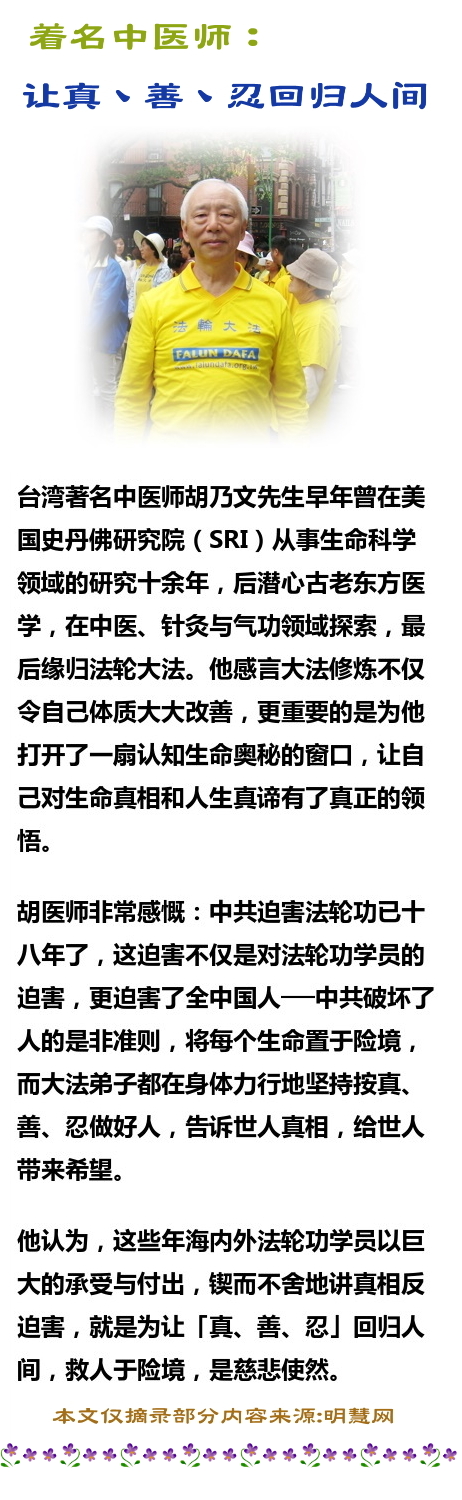 着名中医师：
让真、善、忍回归人间
法輪大法
FALUN DAFA
www.falundafa.org.tw
台湾著名中医师胡乃文先生早年曾在美
国史丹佛研究院（SRI）从事生命科学
领域的研究十余年，后潜心古老东方医
学，在中医、针灸与气功领域探索，最
后缘归法轮大法。他感言大法修炼不仅
令自己体质大大改善，更重要的是为他
打开了一扇认知生命奥秘的窗口，让自
己对生命真相和人生真谛有了真正的领
悟。
胡医师非常感慨：中共迫害法轮功已十
八年了，这迫害不仅是对法轮功学员的
迫害，更迫害了全中国人──中共破坏了
人的是非准则，将每个生命置于险境，
而大法弟子都在身体力行地坚持按真、
善、忍做好人，告诉世人真相，给世人
带来希望。
他认为，这些年海内外法轮功学员以巨
大的承受与付出，锲而不舍地讲真相反
迫害，就是为让「真、善、忍」回归人
间，救人于险境，是慈悲使然。
本文仅摘录部分内容来源:明慧网